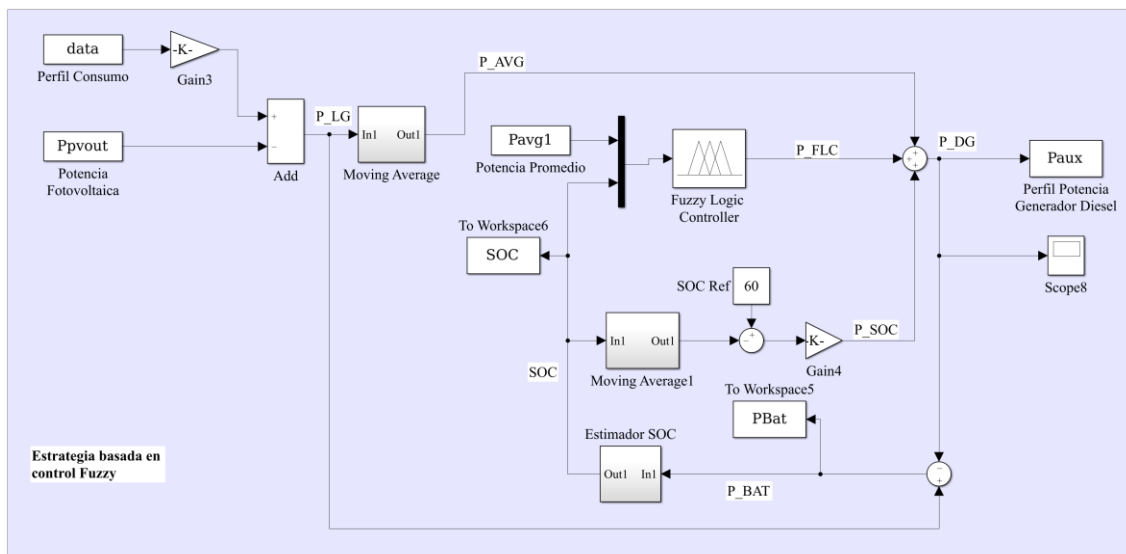 data
Perfil Consumo
-K-
Gain3
Ppvout
Potencia
Fotovoltaica
+
−
Add
P_LG
In1 Out1
Moving Average
P_AVG
Pavg1
Potencia Promedio
Fuzzy Logic
Controller
P_FLC
+
+
+
P_DG
Paux
Perfil Potencia
Generador Diesel
Scope8
To Workspace6
SOC
SOC Ref
60
+
−
-K-
Gain4
P_SOC
In1 Out1
Moving Average1
SOC
To Workspace5
PBat
Estimador SOC
Out1 In1
P_BAT
−
+
Estrategia basada en
control Fuzzy